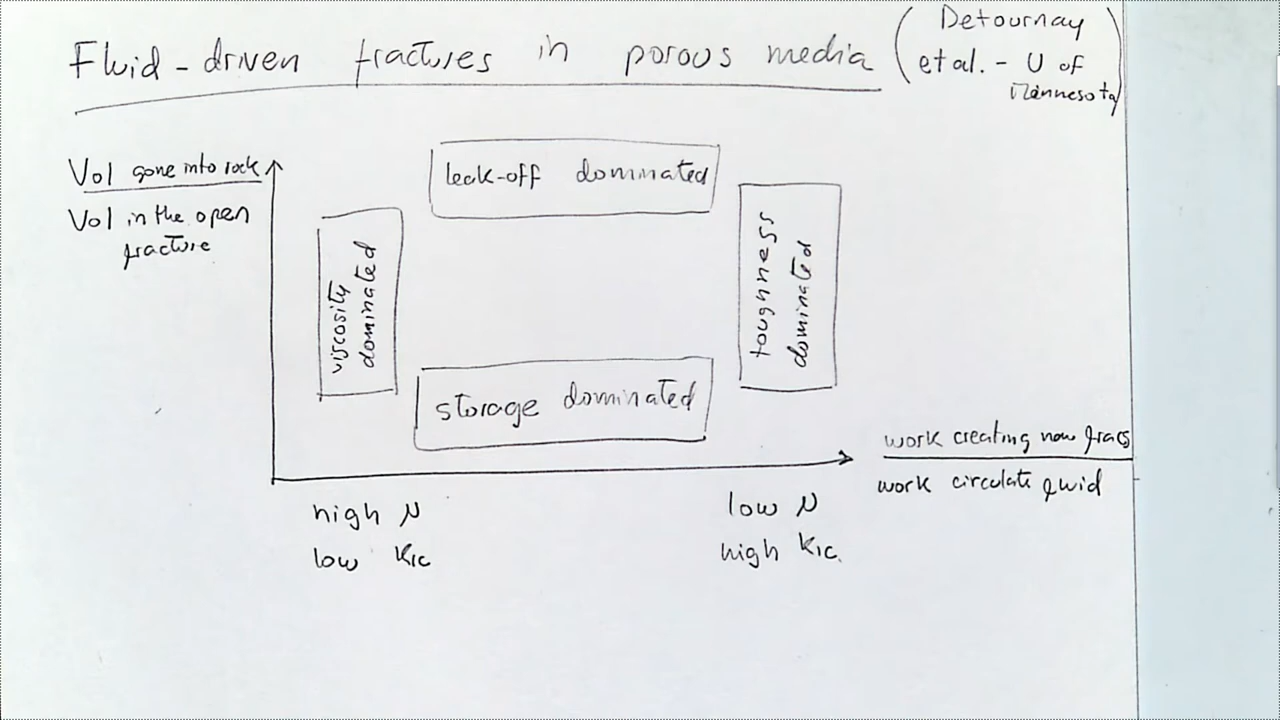 Fluid-driven fractures in porous media (Detournay
et al. - U of
Minnesota)
Vol gone into rock
Vol in the open
fracture
leak-off dominated
viscosity
dominated
toughness
dominated
storage dominated
work creating new fracs
work circulate fluid
high μ
low KIC
low μ
high KIC